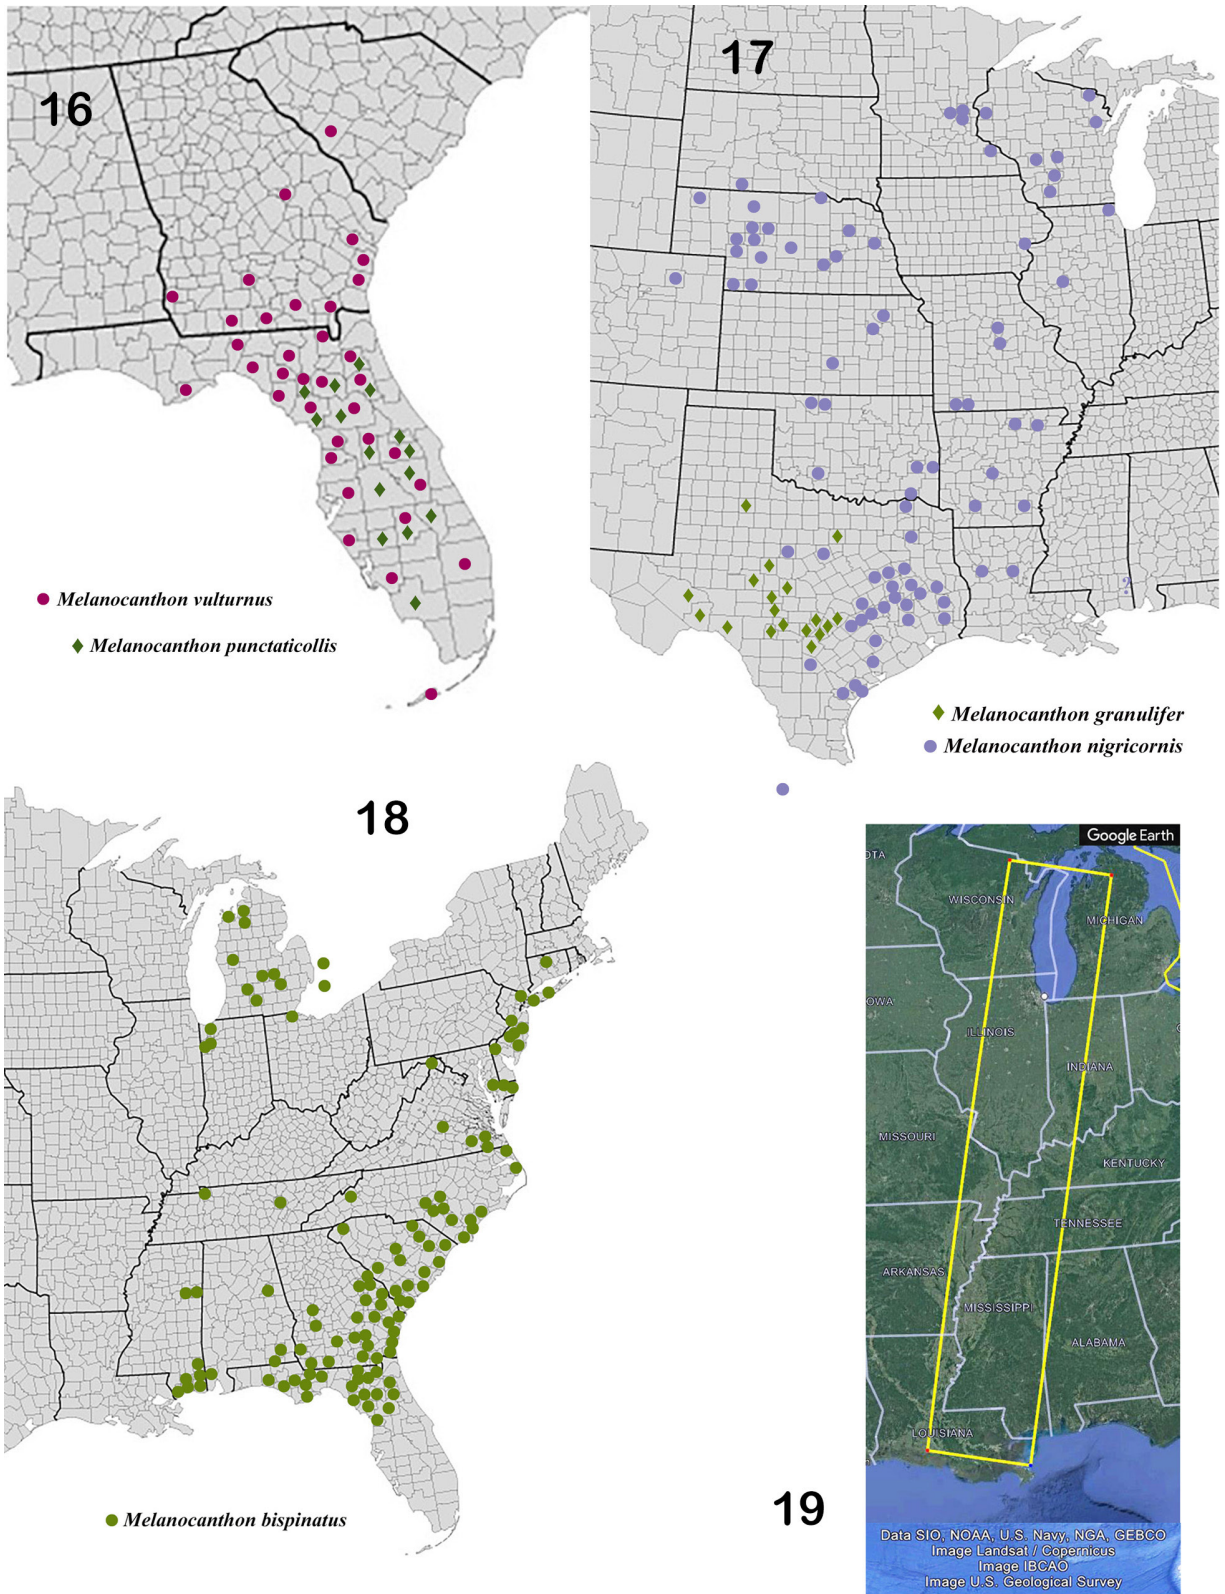 16
Melanocanthon vulturnus
Melanocanthon punctaticollis
17
?
Melanocanthon granulifer
Melanocanthon nigricornis
18
Melanocanthon bispinatus
19
Google Earth
OTA
WISCONSIN
MICHIGAN
OWA
ILLINOIS
INDIANA
MISSOURI
KENTUCKY
TENNESSEE
ARKANSAS
MISSISSIPPI
ALABAMA
LOUISIANA
Data SIO, NOAA, U.S. Navy, NGA, GEBCO
Image Landsat / Copernicus
Image IBCAO
Image U.S. Geological Survey